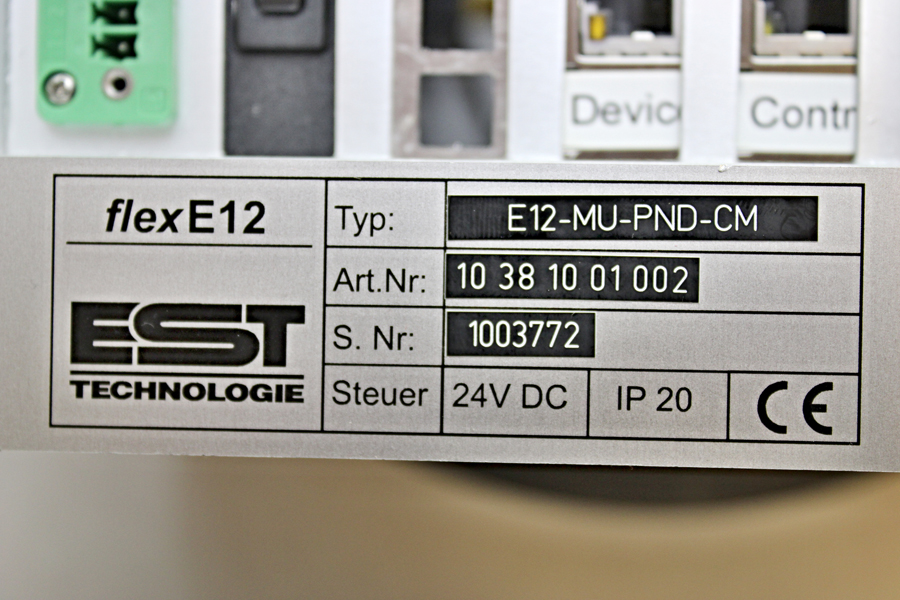 Device
Contr
flexE12
Typ: E12-MU-PND-CM
Art.Nr: 10 38 10 01 002
S. Nr: 1003772
EST
TECHNOLOGIE
Steuer 24V DC IP 20 CE